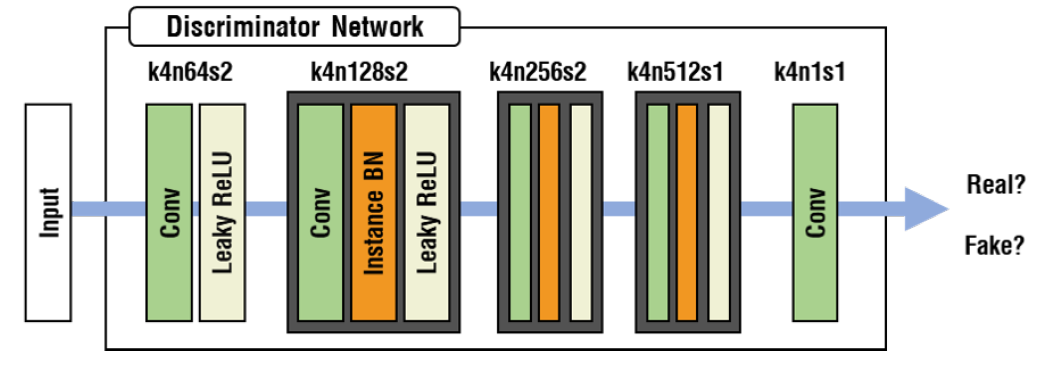 Discriminator Network
k4n64s2
k4n128s2
k4n256s2
k4n512s1
k4n1s1
Input
Conv
Leaky ReLU
Conv
Instance BN
Leaky ReLU
Conv
Real?
Fake?